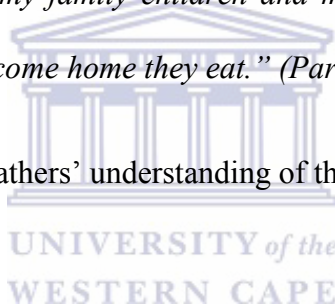 my family children and
come home they eat.” (Par
athers’ understanding of th
UNIVERSITY of the
WESTERN CAPE